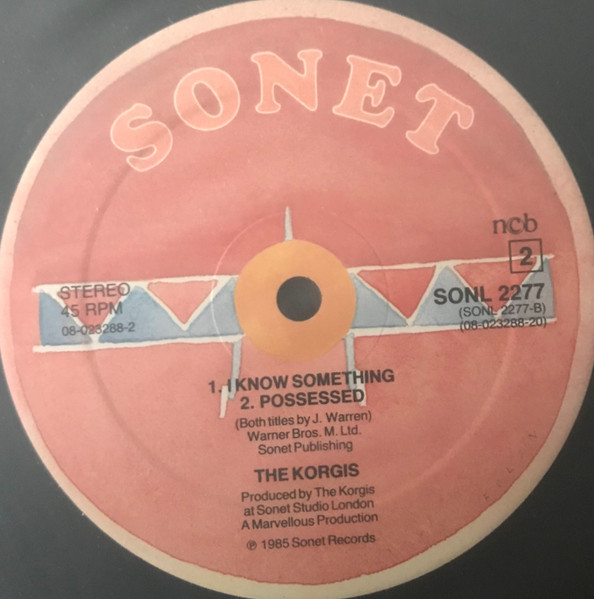 SONET
ncb
2
STEREO
45 RPM
08-023288-2
SONL 2277
(SONL 2277-B)
(08-023288-20)
1. I KNOW SOMETHING
2. POSSESSED
(Both titles by J. Warren)
Warner Bros. M. Ltd.
Sonet Publishing
THE KORGIS
Produced by The Korgis
at Sonet Studio London
A Marvellous Production
℗ 1985 Sonet Records